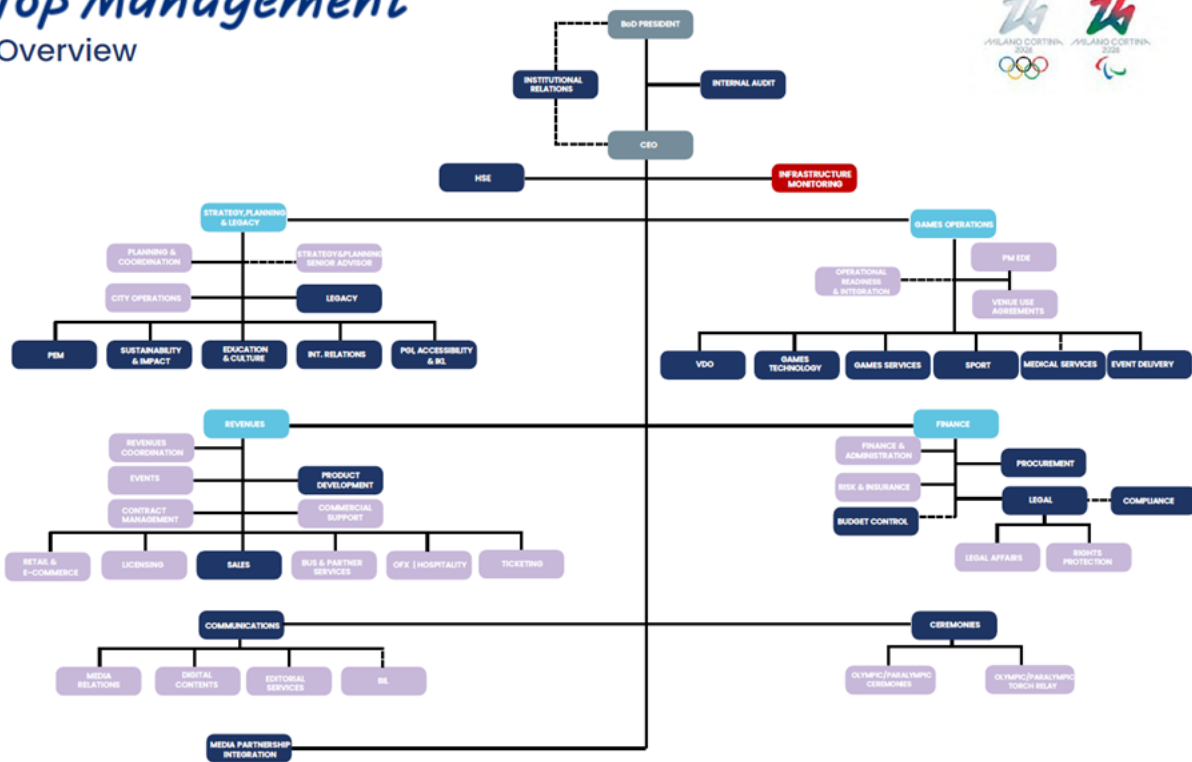 Top Management
Overview
MILANO CORTINA
2026
MILANO CORTINA
2026
BoD PRESIDENT
INSTITUTIONAL
RELATIONS
INTERNAL AUDIT
CEO
HSE
INFRASTRUCTURE
MONITORING
STRATEGY,PLANNING
& LEGACY
GAMES OPERATIONS
PLANNING &
COORDINATION
STRATEGY&PLANNING
SENIOR ADVISOR
CITY OPERATIONS
LEGACY
PM EDE
OPERATIONAL
READINESS
& INTEGRATION
VENUE USE
AGREEMENTS
PEM
SUSTAINABILITY
& IMPACT
EDUCATION
& CULTURE
INT. RELATIONS
PGI, ACCESSIBILITY
& IKL
VDO
GAMES
TECHNOLOGY
GAMES SERVICES
SPORT
MEDICAL SERVICES
EVENT DELIVERY
REVENUES
FINANCE
REVENUES
COORDINATION
EVENTS
PRODUCT
DEVELOPMENT
CONTRACT
MANAGEMENT
COMMERCIAL
SUPPORT
FINANCE &
ADMINISTRATION
PROCUREMENT
RISK & INSURANCE
LEGAL
COMPLIANCE
BUDGET CONTROL
LEGAL AFFAIRS
RIGHTS
PROTECTION
RETAIL &
E-COMMERCE
LICENSING
SALES
BUS & PARTNER
SERVICES
OFX | HOSPITALITY
TICKETING
COMMUNICATIONS
CEREMONIES
MEDIA
RELATIONS
DIGITAL
CONTENTS
EDITORIAL
SERVICES
OLYMPIC/PARALYMPIC
CEREMONIES
OLYMPIC/PARALYMPIC
TORCH RELAY
MEDIA PARTNERSHIP
INTEGRATION